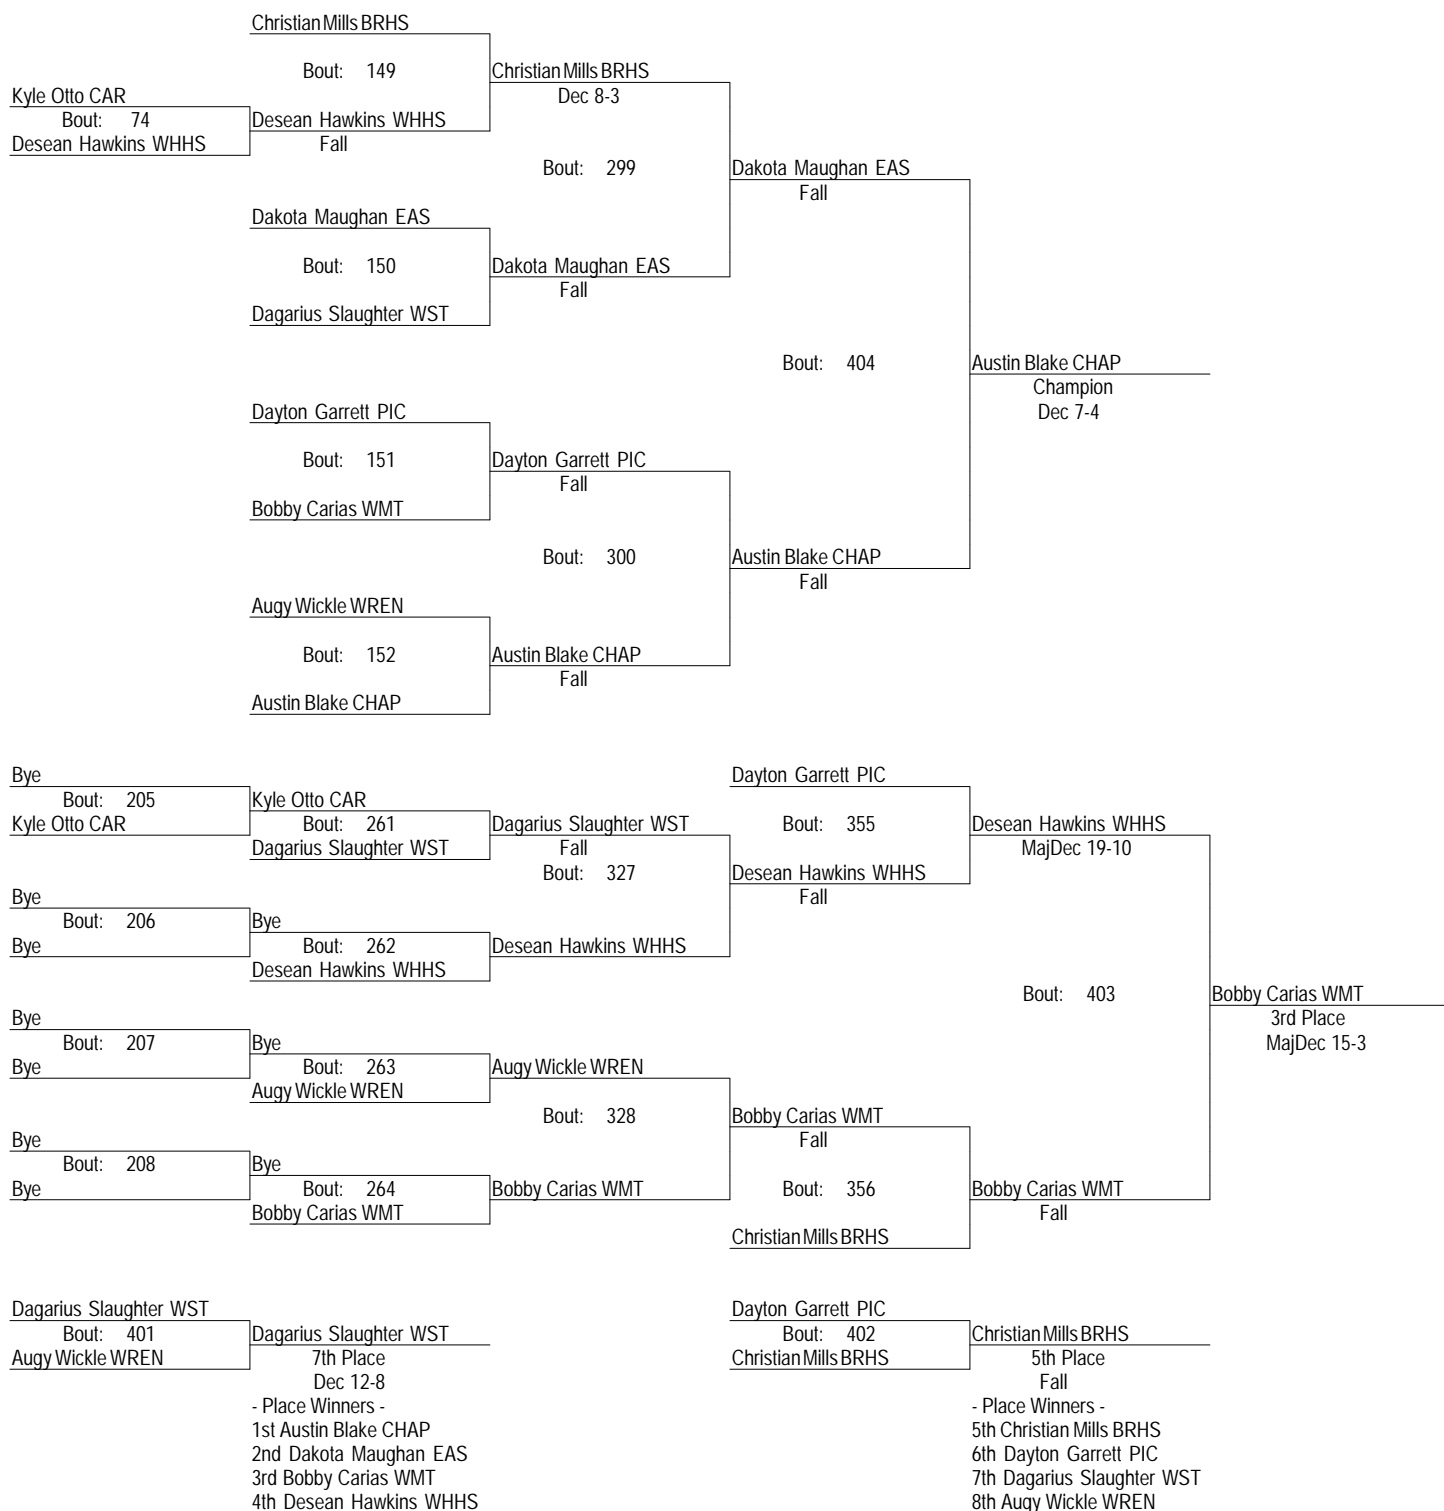 Christian Mills BRHS
Bout: 149
Christian Mills BRHS
Kyle Otto CAR
Dec 8-3
Bout: 74
Desean Hawkins WHHS
Desean Hawkins WHHS
Fall
Bout: 299
Dakota Maughan EAS
Fall
Dakota Maughan EAS
Bout: 150
Dakota Maughan EAS
Fall
Dagarius Slaughter WST
Bout: 404
Austin Blake CHAP
Champion
Dayton Garrett PIC
Dec 7-4
Bout: 151
Dayton Garrett PIC
Fall
Bobby Carias WMT
Bout: 300
Austin Blake CHAP
Fall
Augy Wickle WREN
Bout: 152
Austin Blake CHAP
Fall
Austin Blake CHAP
Bye
Dayton Garrett PIC
Bout: 205
Kyle Otto CAR
Kyle Otto CAR
Bout: 261
Dagarius Slaughter WST
Bout: 355
Desean Hawkins WHHS
Dagarius Slaughter WST
Fall
MajDec 19-10
Bout: 327
Desean Hawkins WHHS
Bye
Fall
Bout: 206
Bye
Bye
Bout: 262
Desean Hawkins WHHS
Desean Hawkins WHHS
Bout: 403
Bobby Carias WMT
Bye
3rd Place
Bout: 207
Bye
MajDec 15-3
Bye
Bout: 263
Augy Wickle WREN
Augy Wickle WREN
Bout: 328
Bobby Carias WMT
Bye
Fall
Bout: 208
Bye
Bye
Bout: 264
Bobby Carias WMT
Bout: 356
Bobby Carias WMT
Bobby Carias WMT
Fall
Christian Mills BRHS
Dagarius Slaughter WST
Dayton Garrett PIC
Bout: 401
Dagarius Slaughter WST
Bout: 402
Christian Mills BRHS
Augy Wickle WREN
7th Place
Christian Mills BRHS
5th Place
Dec 12-8
Fall
- Place Winners -
- Place Winners -
1st Austin Blake CHAP
5th Christian Mills BRHS
2nd Dakota Maughan EAS
6th Dayton Garrett PIC
3rd Bobby Carias WMT
7th Dagarius Slaughter WST
4th Desean Hawkins WHHS
8th Augy Wickle WREN